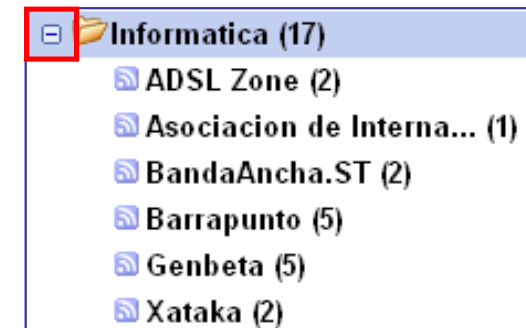 Informatica (17)
ADSL Zone (2)
Asociacion de Interna... (1)
BandaAncha.ST (2)
Barrapunto (5)
Genbeta (5)
Xataka (2)